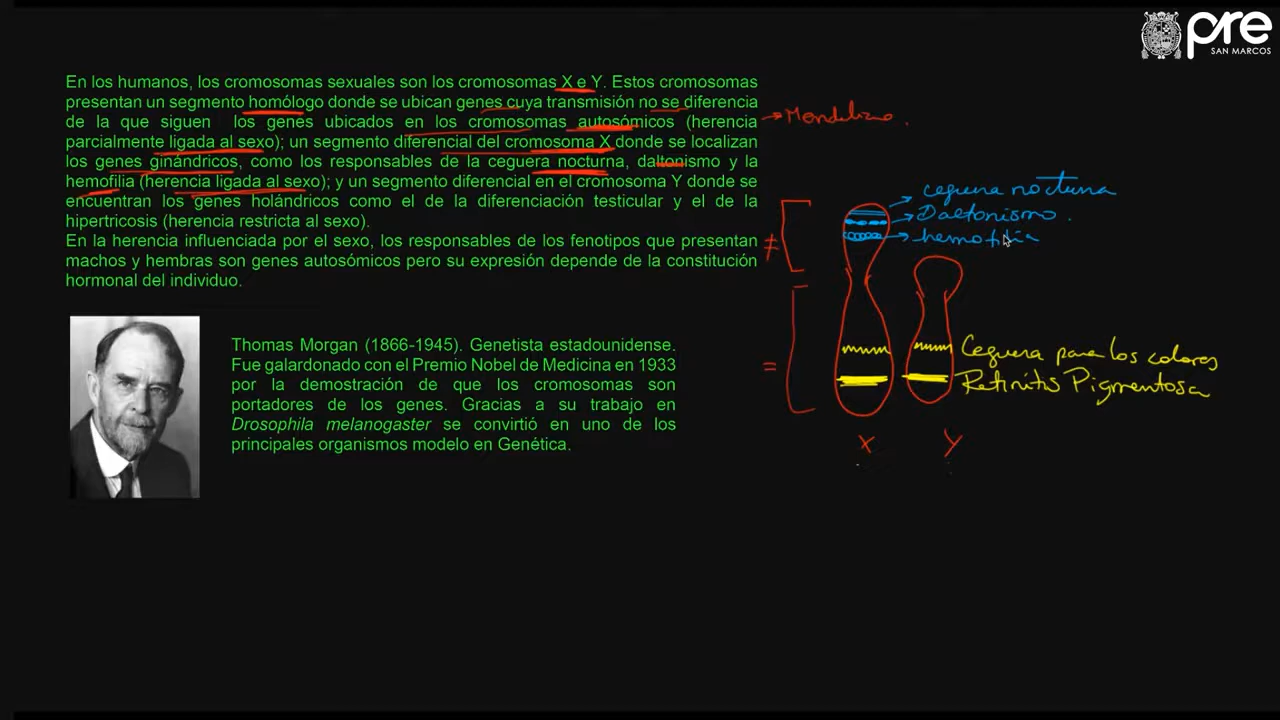 pre
SAN MARCOS
En los humanos, los cromosomas sexuales son los cromosomas X e Y. Estos cromosomas
presentan un segmento homólogo donde se ubican genes cuya transmisión no se diferencia
de la que siguen los genes ubicados en los cromosomas autosómicos (herencia
parcialmente ligada al sexo); un segmento diferencial del cromosoma X donde se localizan
los genes ginándricos, como los responsables de la ceguera nocturna, daltonismo y la
hemofilia (herencia ligada al sexo); y un segmento diferencial en el cromosoma Y donde se
encuentran los genes holándricos como el de la diferenciación testicular y el de la
hipertricosis (herencia restricta al sexo).
En la herencia influenciada por el sexo, los responsables de los fenotipos que presentan
machos y hembras son genes autosómicos pero su expresión depende de la constitución
hormonal del individuo.
Thomas Morgan (1866-1945). Genetista estadounidense.
Fue galardonado con el Premio Nobel de Medicina en 1933
por la demostración de que los cromosomas son
portadores de los genes. Gracias a su trabajo en
Drosophila melanogaster se convirtió en uno de los
principales organismos modelo en Genética.
ceguera nocturna
Daltonismo.
hemofilia
≠
=
Ceguera para los colores
Retinitis Pigmentosa
X Y